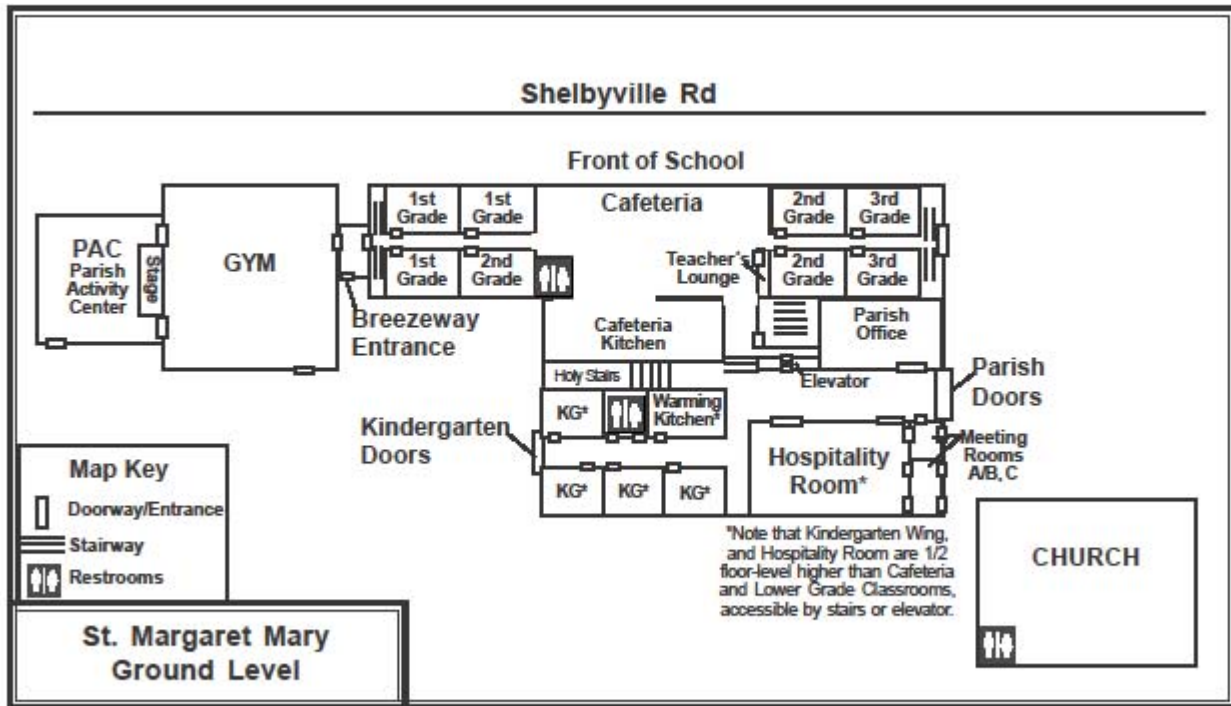 Shelbyville Rd
Front of School
1st
Grade
1st
Grade
Cafeteria
2nd
Grade
3rd
Grade
PAC
Parish
Activity
Center
Stage
GYM
1st
Grade
2nd
Grade
Teacher's
Lounge
2nd
Grade
3rd
Grade
Breezeway
Entrance
Cafeteria
Kitchen
Parish
Office
Holy Stairs
Elevator
Parish
Doors
KG*
Warming
Kitchen*
Kindergarten
Doors
Hospitality
Room*
Meeting
Rooms
A/B, C
KG*
KG*
KG*
Map Key
Doorway/Entrance
Stairway
Restrooms
*Note that Kindergarten Wing,
and Hospitality Room are 1/2
floor-level higher than Cafeteria
and Lower Grade Classrooms,
accessible by stairs or elevator.
CHURCH
St. Margaret Mary
Ground Level